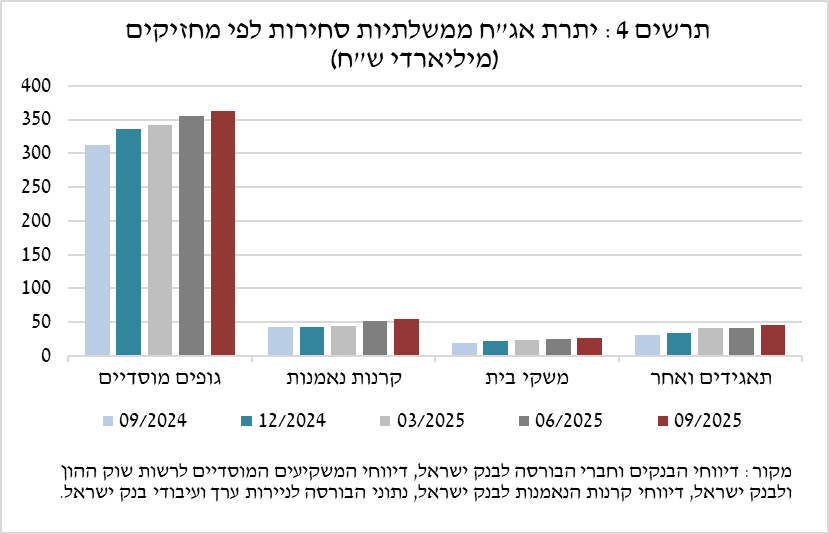 תרשים 4 : יתרת אג"ח ממשלתיות סחירות לפי מחזיקים
(מיליארדי ש"ח)
400
350
300
250
200
150
100
50
0
גופים מוסדיים
קרנות נאמנות
משקי בית
תאגידים ואחר
09/2024
12/2024
03/2025
06/2025
09/2025
מקור : דיווחי הבנקים וחברי הבורסה לבנק ישראל, דיווחי המשקיעים המוסדיים לרשות שוק ההון
ולבנק ישראל, דיווחי קרנות הנאמנות לבנק ישראל, נתוני הבורסה לניירות ערך ועיבודי בנק ישראל.